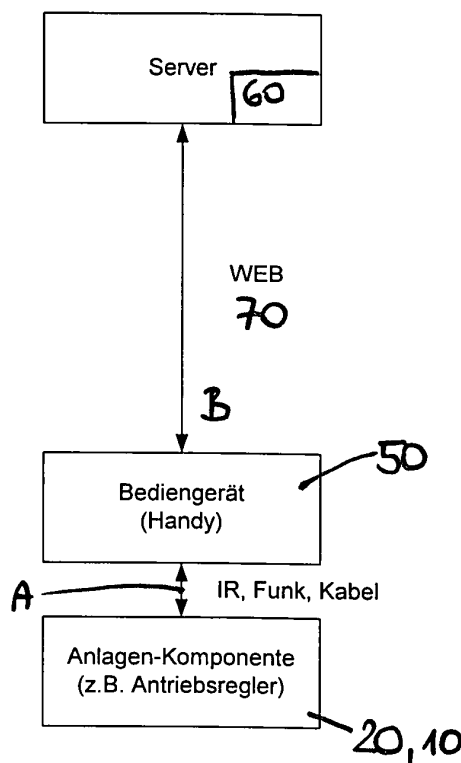 Server
60
WEB
70
B
50
Bediengerät
(Handy)
A
IR, Funk, Kabel
Anlagen-Komponente
(z.B. Antriebsregler)
20,10